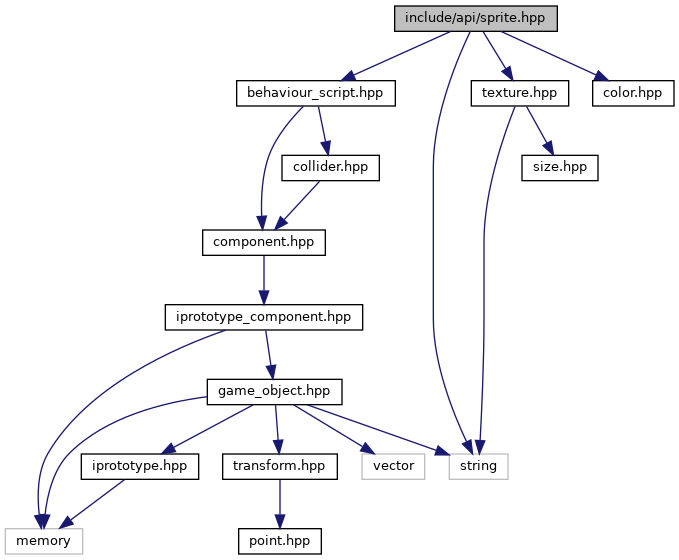 include/api/sprite.hpp
behaviour_script.hpp
texture.hpp
color.hpp
collider.hpp
size.hpp
component.hpp
iprototype_component.hpp
game_object.hpp
iprototype.hpp
transform.hpp
vector
string
memory
point.hpp